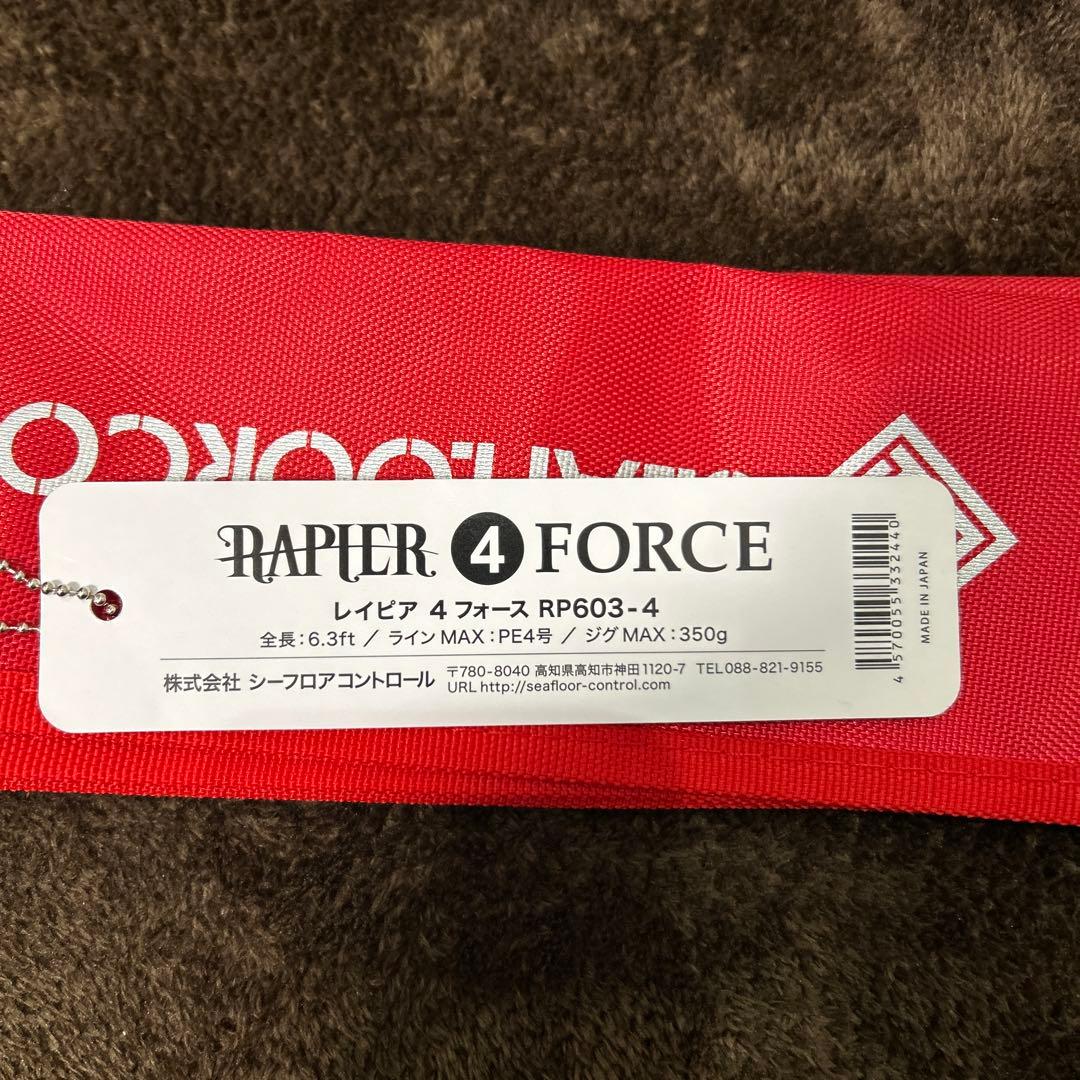 RAPIER 4 FORCE
レイピア 4 フォース RP603-4
全長:6.3ft / ラインMAX:PE4号 / ジグMAX:350g
株式会社 シーフロアコントロール
〒780-8040 高知県高知市神田1120-7 TEL088-821-9155
URL http://seafloor-control.com
4570055332440
MADE IN JAPAN